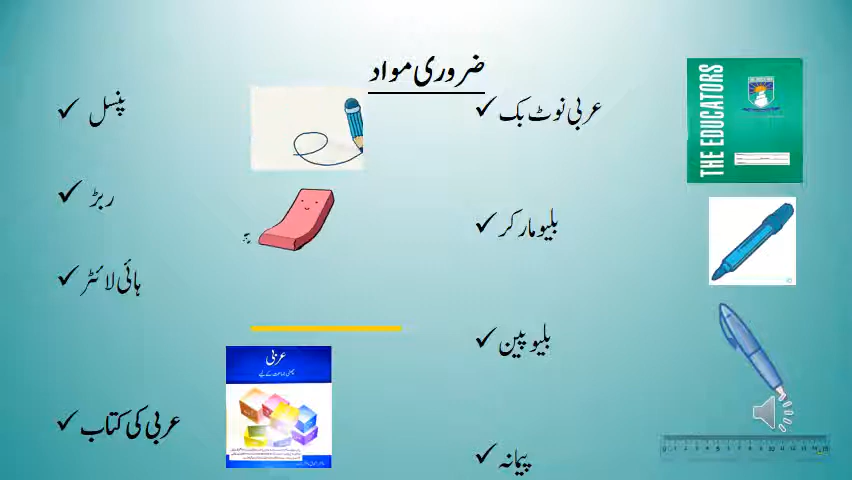 ضروری مواد
عربی نوٹ بک
بلیو مارکر
بلیو پین
پیمانہ
پنسل
ربڑ
ہائی لائٹر
عربی کی کتاب
THE EDUCATORS
عربی